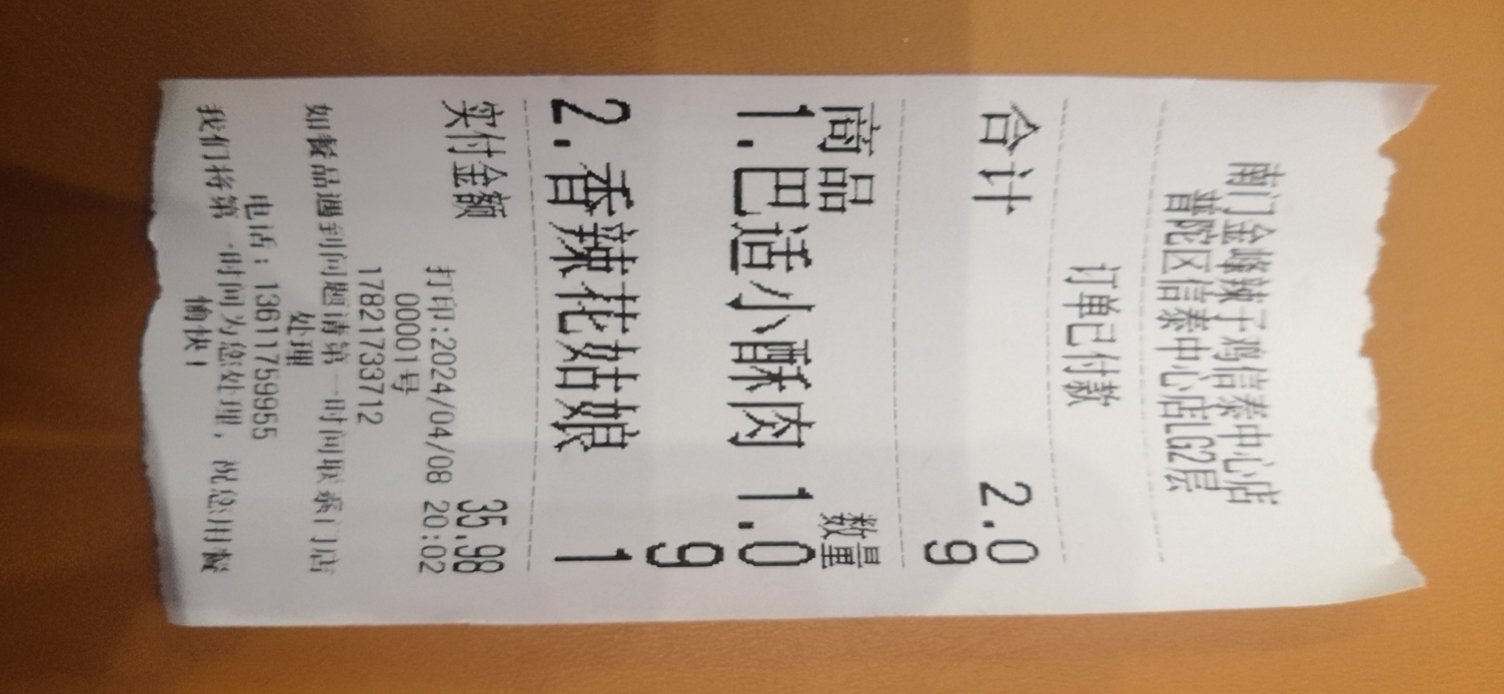 南门金峰辣子鸡信泰中心店
普陀区信泰中心店LG2层
订单已付款
合计 2.0
9
商品 数量
1.巴适小酥肉 1.0
9
2.香辣花姑娘 1
实付金额 35.98
打印:2024/04/08 20:02
00001号
17821733712
如餐品遇到问题请第一时间联系门店
处理
电话：13611759955
我们将第一时间为您处理，祝您用餐
愉快！